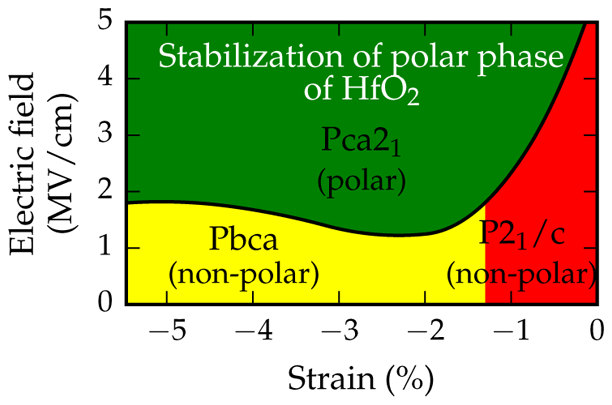 Stabilization of polar phase
of HfO₂
Pca2₁
(polar)
Pbca
(non-polar)
P2₁/c
(non-polar)
Electric field
(MV/cm)
5
4
3
2
1
0
−5
−4
−3
−2
−1
0
Strain (%)